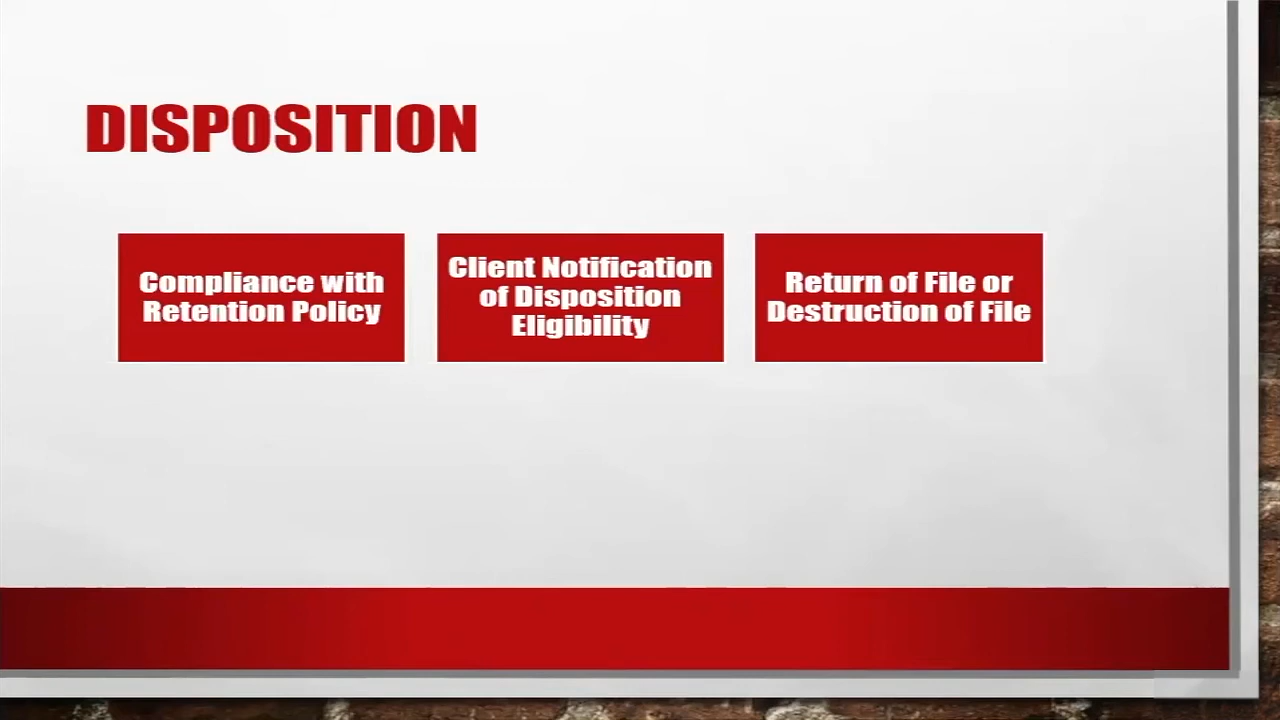 DISPOSITION
Compliance with
Retention Policy
Client Notification
of Disposition
Eligibility
Return of File or
Destruction of File